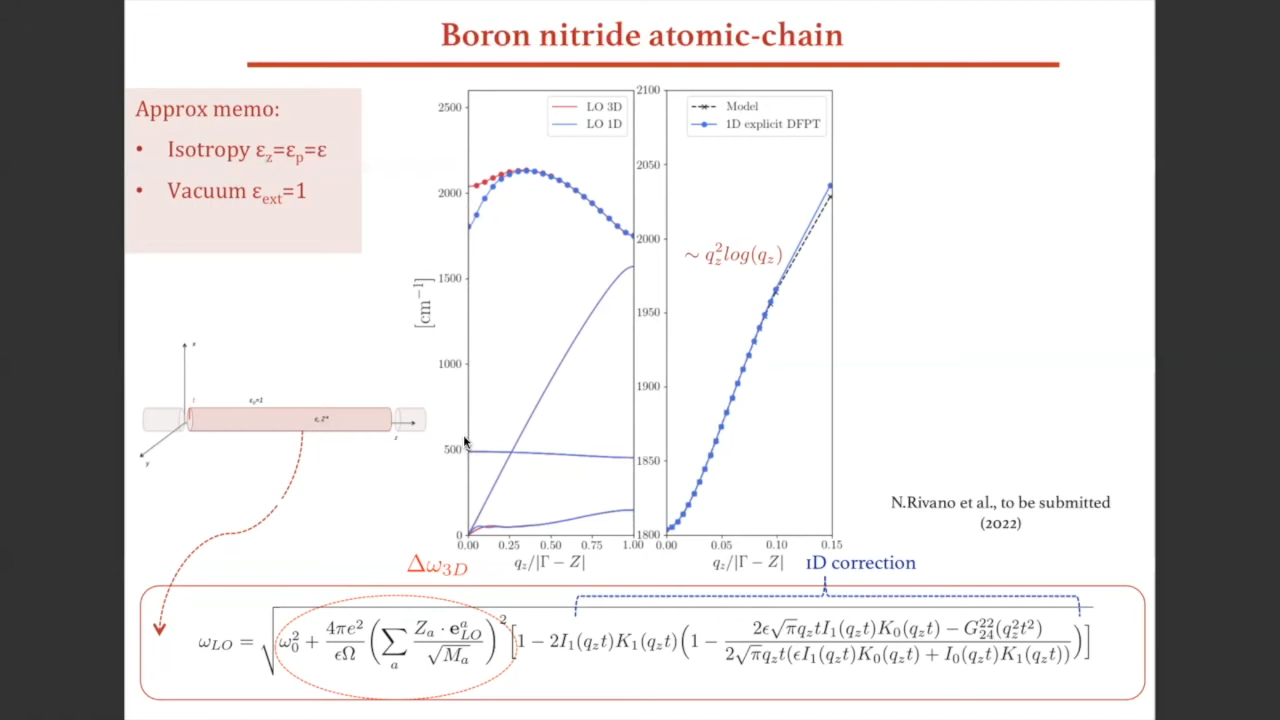 Boron nitride atomic-chain
Approx memo:
• Isotropy ε_z=ε_p=ε
• Vacuum ε_ext=1
LO 3D
LO 1D
2500
2000
1500
1000
500
0
[cm⁻¹]
0.00 0.25 0.50 0.75 1.00
q_z/|Γ − Z|
Model
1D explicit DFPT
2100
2050
2000
1950
1900
1850
1800
∼ q_z^2 log(q_z)
0.00 0.05 0.10 0.15
q_z/|Γ − Z|
x
t
ε, Z*
z
y
N.Rivano et al., to be submitted
(2022)
Δω_3D
1D correction
ω_LO = √(ω_0^2 + 4πe^2/(ϵΩ) (∑_a Z_a · e^a_LO/√M_a)^2 [1 − 2I_1(q_z t)K_1(q_z t)(1 − (2ϵ√π q_z t I_1(q_z t)K_0(q_z t) − G^{22}_{24}(q_z^2 t^2))/(2√π q_z t(ϵI_1(q_z t)K_0(q_z t) + I_0(q_z t)K_1(q_z t))))])